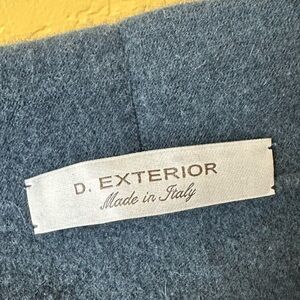 D. EXTERIOR
Made in Italy